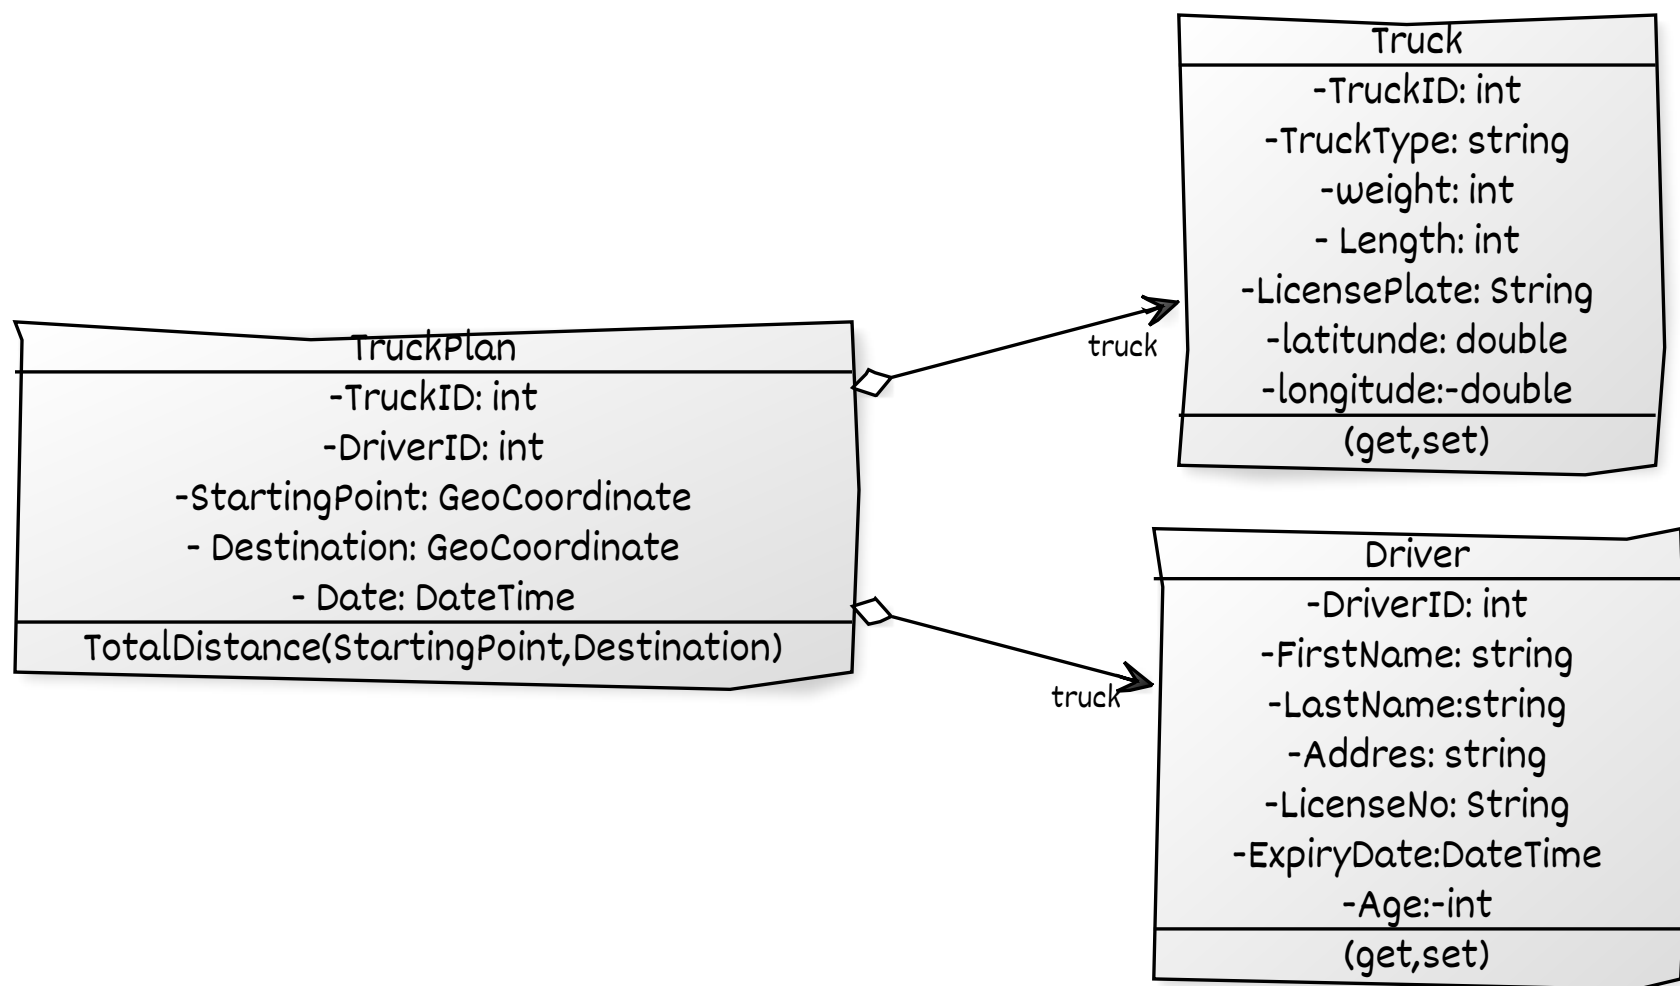 Truck
-TruckID: int
-TruckType: string
-weight: int
- Length: int
-LicensePlate: String
-latitunde: double
-longitude:-double
(get,set)
TruckPlan
-TruckID: int
-DriverID: int
-StartingPoint: GeoCoordinate
- Destination: GeoCoordinate
- Date: DateTime
TotalDistance(StartingPoint,Destination)
truck
truck
Driver
-DriverID: int
-FirstName: string
-LastName:string
-Addres: string
-LicenseNo: String
-ExpiryDate:DateTime
-Age:-int
(get,set)